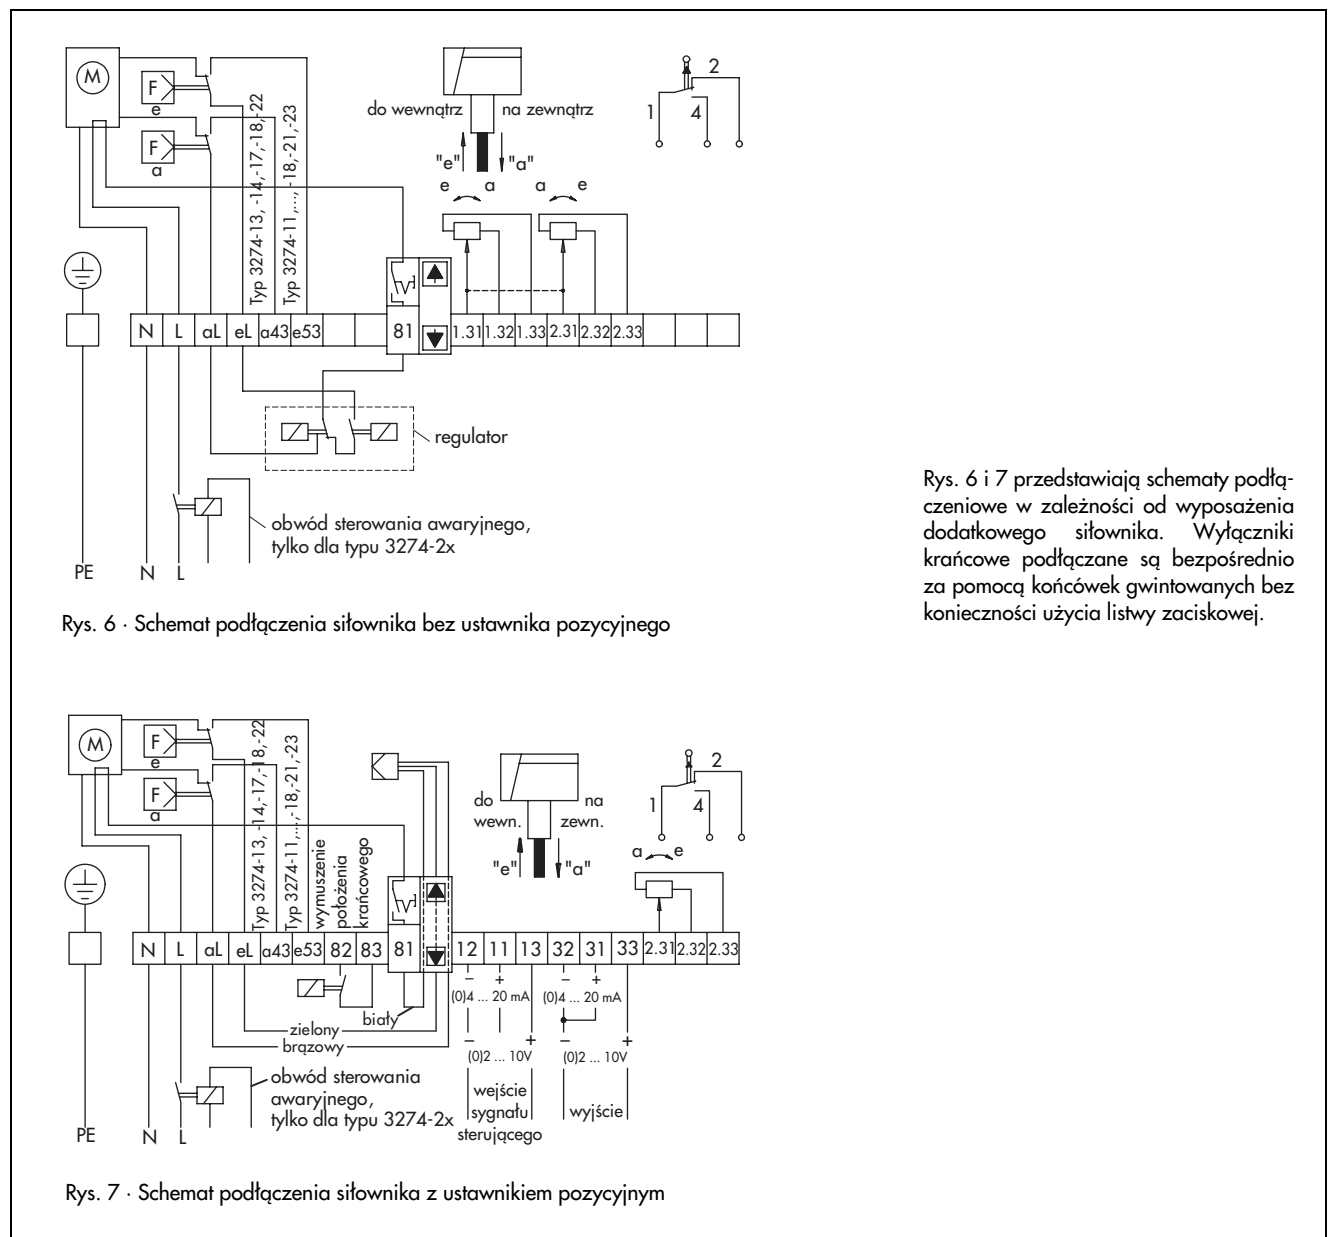 M
F
e
F
a
Typ 3274-13, -14,-17,-18,-22
Typ 3274-11,..., -18,-21,-23
do wewnątrz
na zewnątrz
"e"
"a"
e a
a e
1
2
4
N L aL eL a43 e53 81 1.31 1.32 1.33 2.31 2.32 2.33
regulator
obwód sterowania awaryjnego,
tylko dla typu 3274-2x
PE N L
Rys. 6 · Schemat podłączenia siłownika bez ustawnika pozycyjnego
Rys. 6 i 7 przedstawiają schematy podłą-
czeniowe w zależności od wyposażenia
dodatkowego siłownika. Wyłączniki
krańcowe podłączane są bezpośrednio
za pomocą końcówek gwintowanych bez
konieczności użycia listwy zaciskowej.
M
F
e
F
a
Typ 3274-13, -14,-17,-18,-22
Typ 3274-11,...,-18,-21,-23
wymuszenie
położenia
krańcowego
do
wewn.
na
zewn.
"e"
"a"
1
2
4
a e
N L aL eL a43 e53 82 83 81 12 11 13 32 31 33 2.31 2.32 2.33
– + – +
(0)4 ... 20 mA (0)4 ... 20 mA
biały
zielony
brązowy
– + – +
(0)2 ... 10V (0)2 ... 10V
obwód sterowania
awaryjnego,
tylko dla typu 3274-2x
wejście
sygnału
sterującego
wyjście
PE N L
Rys. 7 · Schemat podłączenia siłownika z ustawnikiem pozycyjnym